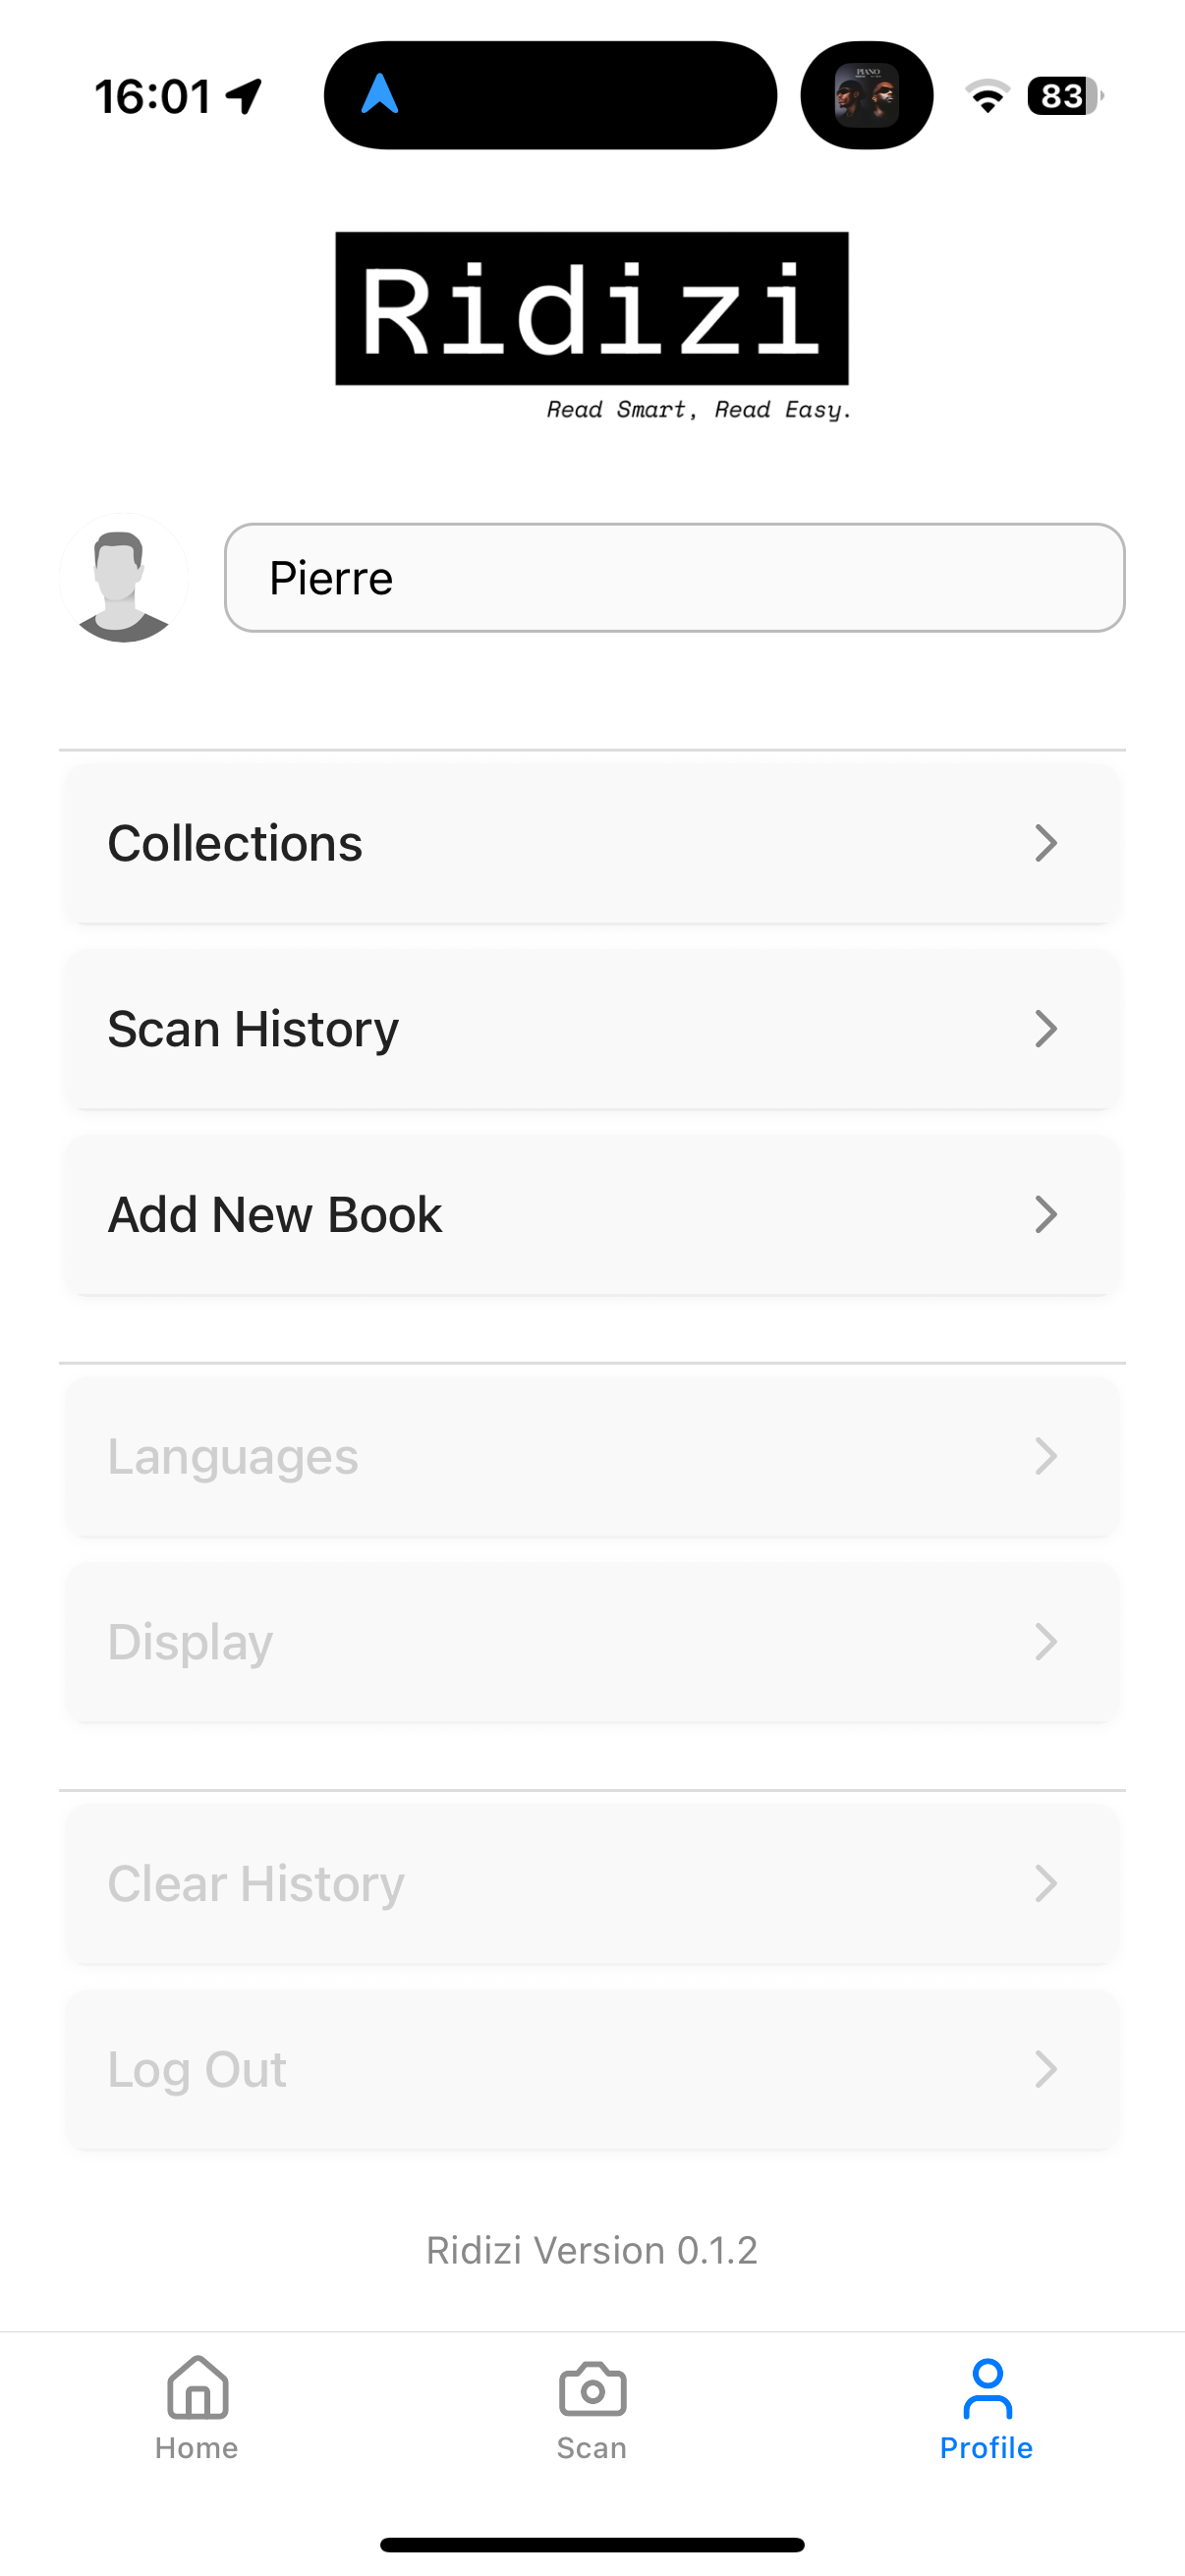 16:01
PIANO
83
Ridizi
Read Smart, Read Easy.
Pierre
Collections
Scan History
Add New Book
Languages
Display
Clear History
Log Out
Ridizi Version 0.1.2
Home
Scan
Profile